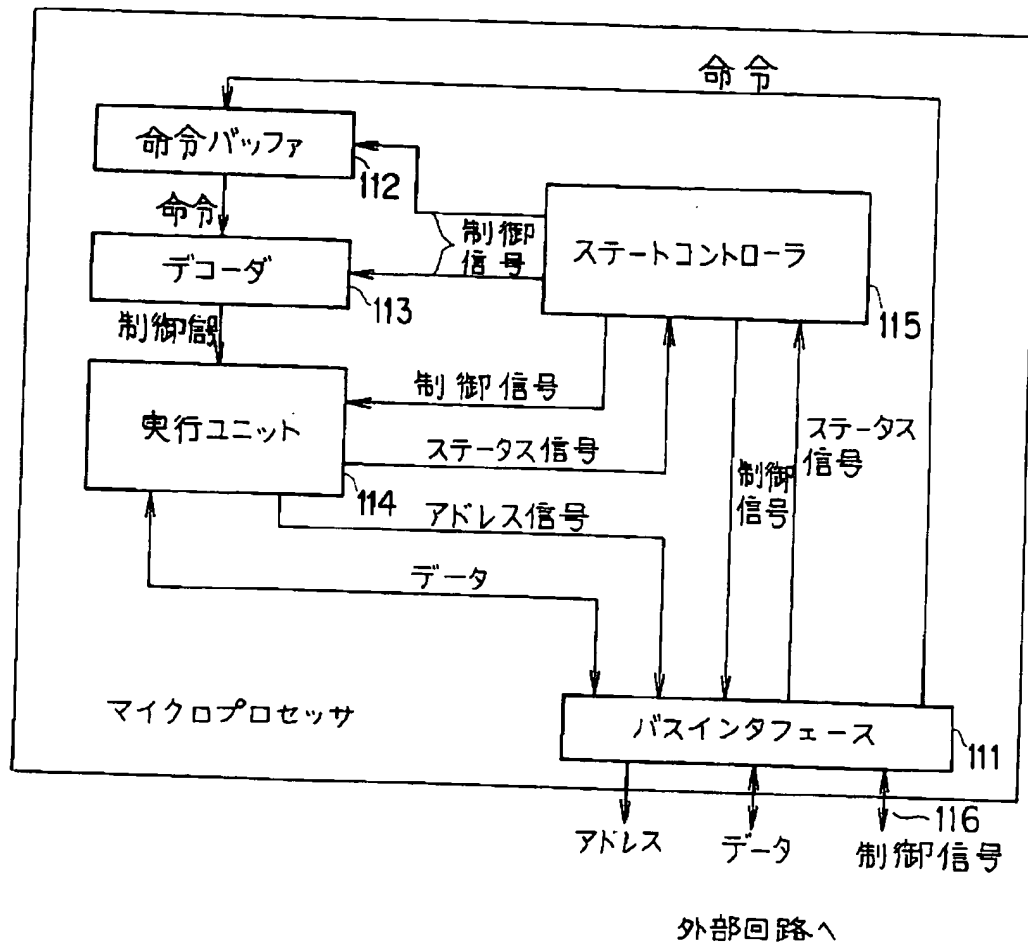 命令
命令バッファ
112
命令
制御
信号
ステートコントローラ
デコーダ
113
115
制御信号
制御信号
実行ユニット
ステータス信号
ステータス
信号
制御
信号
114
アドレス信号
データ
マイクロプロセッサ
バスインタフェース
111
116
アドレス
データ
制御信号
外部回路へ